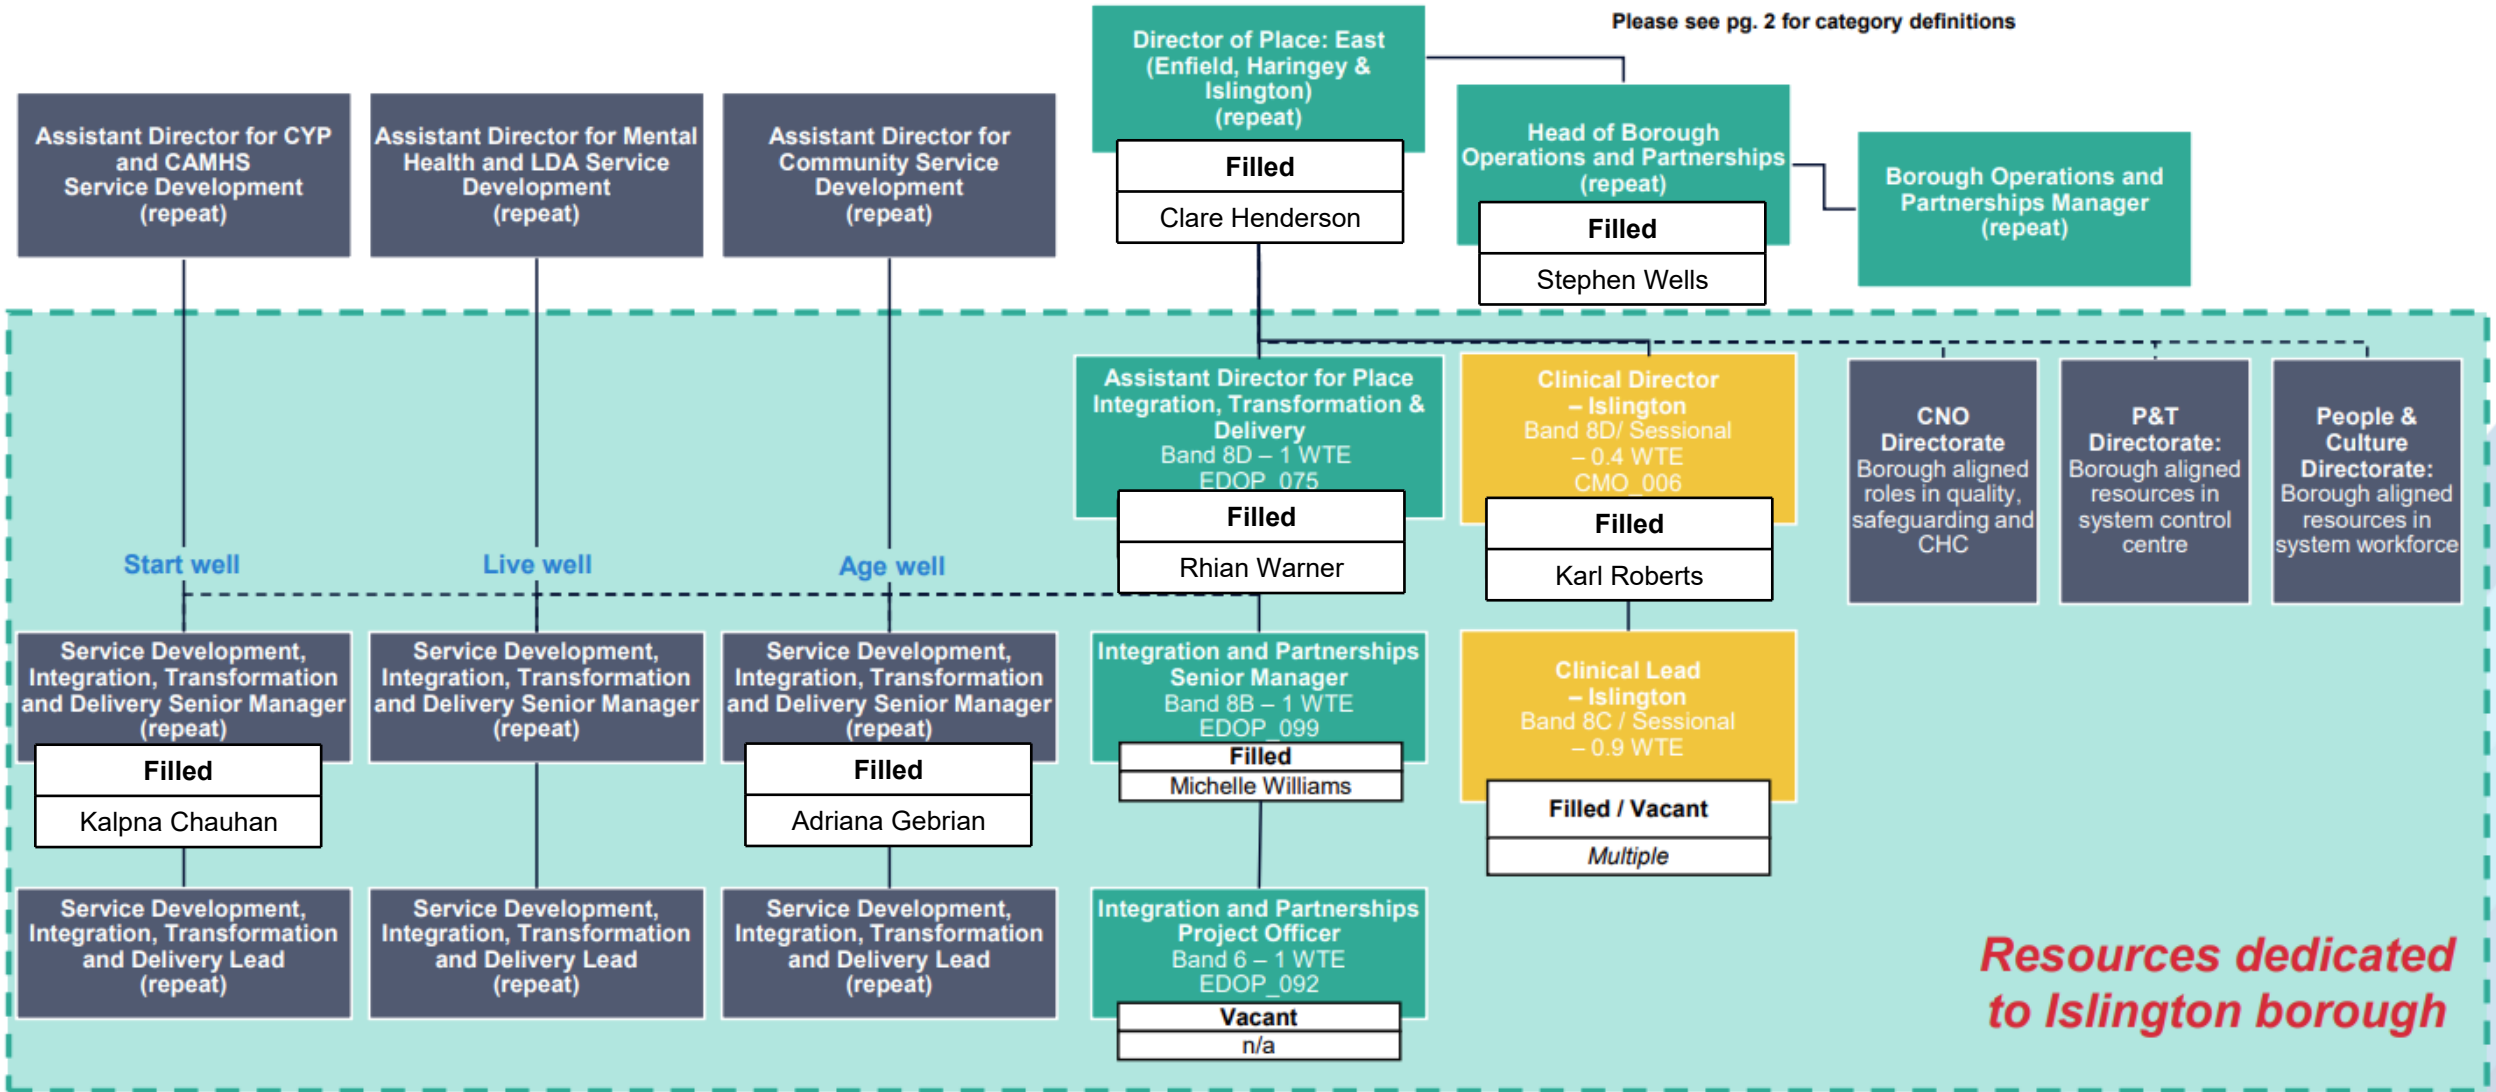 Please see pg. 2 for category definitions
Director of Place: East
(Enfield, Haringey &
Islington)
(repeat)
Filled
Clare Henderson
Head of Borough
Operations and Partnerships
(repeat)
Filled
Stephen Wells
Borough Operations and
Partnerships Manager
(repeat)
Assistant Director for CYP
and CAMHS
Service Development
(repeat)
Assistant Director for Mental
Health and LDA Service
Development
(repeat)
Assistant Director for
Community Service
Development
(repeat)
Assistant Director for Place
Integration, Transformation &
Delivery
Band 8D – 1 WTE
EDOP_075
Filled
Rhian Warner
Clinical Director
– Islington
Band 8D/ Sessional
– 0.4 WTE
CMO_006
Filled
Karl Roberts
CNO
Directorate
Borough aligned
roles in quality,
safeguarding and
CHC
P&T
Directorate:
Borough aligned
resources in
system control
centre
People &
Culture
Directorate:
Borough aligned
resources in
system workforce
Start well
Live well
Age well
Service Development,
Integration, Transformation
and Delivery Senior Manager
(repeat)
Filled
Kalpna Chauhan
Service Development,
Integration, Transformation
and Delivery Senior Manager
(repeat)
Service Development,
Integration, Transformation
and Delivery Senior Manager
(repeat)
Filled
Adriana Gebrian
Integration and Partnerships
Senior Manager
Band 8B – 1 WTE
EDOP_099
Filled
Michelle Williams
Clinical Lead
– Islington
Band 8C / Sessional
– 0.9 WTE
Filled / Vacant
Multiple
Service Development,
Integration, Transformation
and Delivery Lead
(repeat)
Service Development,
Integration, Transformation
and Delivery Lead
(repeat)
Service Development,
Integration, Transformation
and Delivery Lead
(repeat)
Integration and Partnerships
Project Officer
Band 6 – 1 WTE
EDOP_092
Vacant
n/a
Resources dedicated
to Islington borough